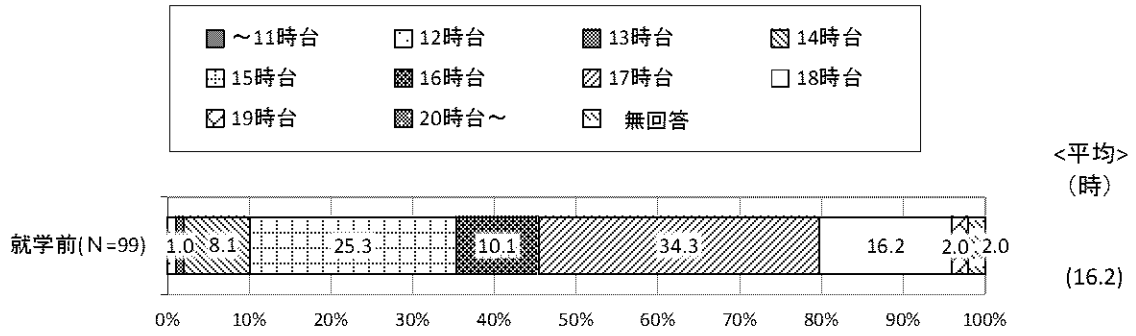 ～11時台 12時台 13時台 14時台
15時台 16時台 17時台 18時台
19時台 20時台～ 無回答
<平均>
（時）
就学前(Ｎ=99) 1.0 8.1 25.3 10.1 34.3 16.2 2.0 2.0
(16.2)
0% 10% 20% 30% 40% 50% 60% 70% 80% 90% 100%